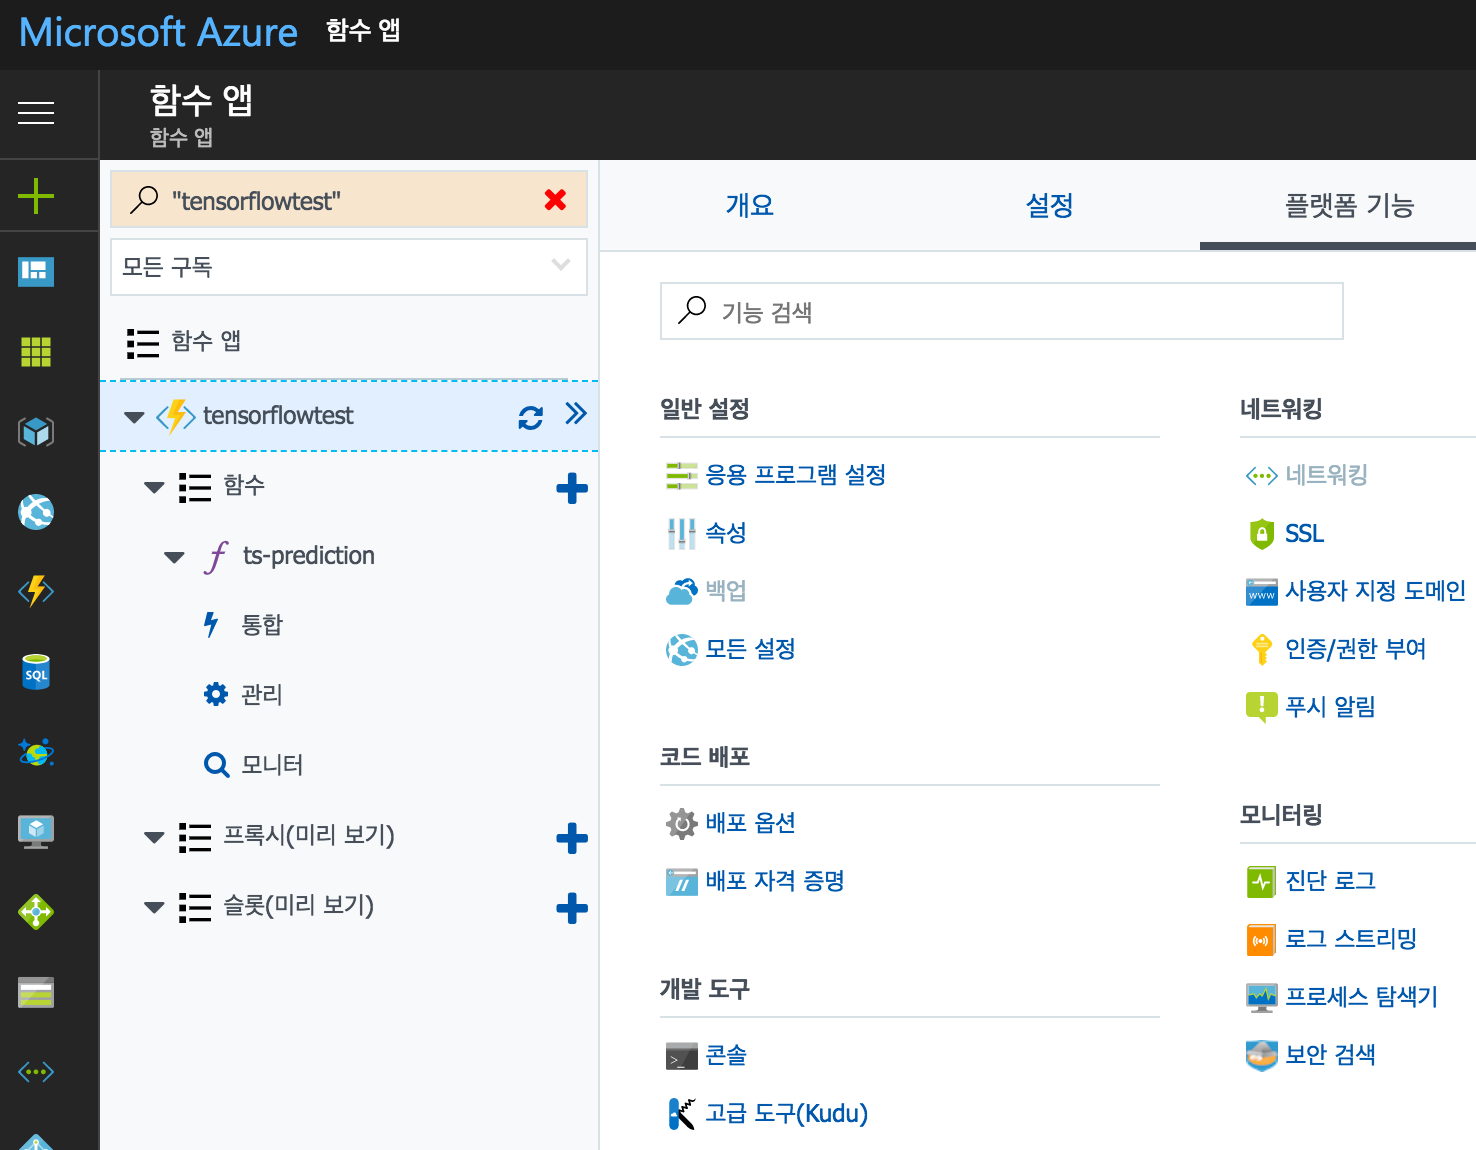 Microsoft Azure 함수 앱
함수 앱
함수 앱
"tensorflowtest"
모든 구독
함수 앱
tensorflowtest
함수
ts-prediction
통합
관리
모니터
프록시(미리 보기)
슬롯(미리 보기)
개요 설정 플랫폼 기능
기능 검색
일반 설정
응용 프로그램 설정
속성
백업
모든 설정
코드 배포
배포 옵션
배포 자격 증명
개발 도구
콘솔
고급 도구(Kudu)
네트워킹
네트워킹
SSL
사용자 지정 도메인
인증/권한 부여
푸시 알림
모니터링
진단 로그
로그 스트리밍
프로세스 탐색기
보안 검색
SQL
www